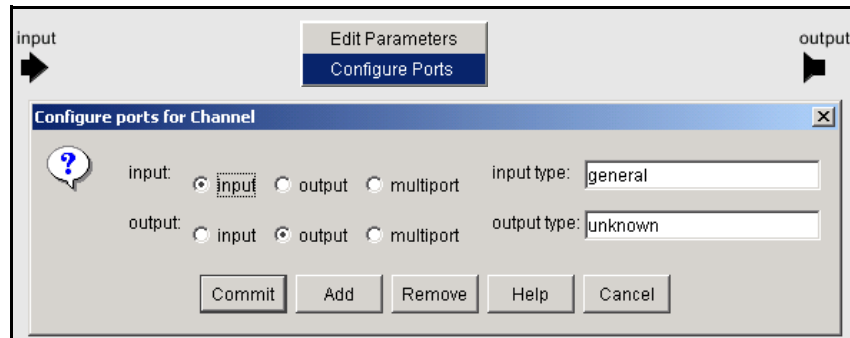 input
Edit Parameters
output
Configure Ports
Configure ports for Channel
input: input output multiport input type: general
output: input output multiport output type: unknown
Commit Add Remove Help Cancel